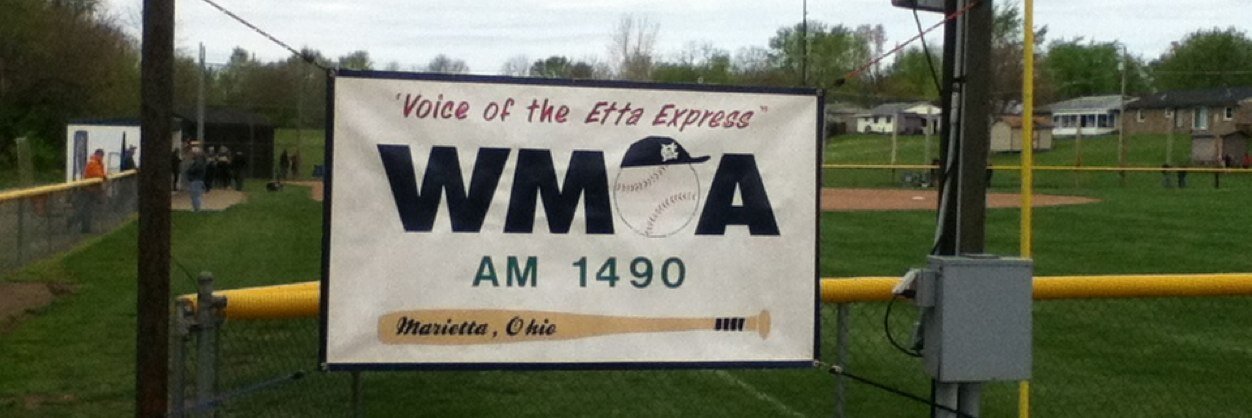 'Voice of the Etta Express"
WMOA
AM 1490
Marietta, Ohio